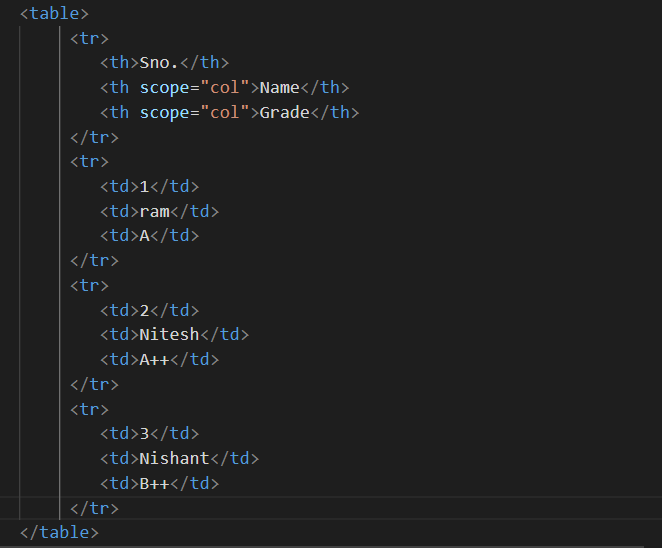 <table>
<tr>
<th>Sno.</th>
<th scope="col">Name</th>
<th scope="col">Grade</th>
</tr>
<tr>
<td>1</td>
<td>ram</td>
<td>A</td>
</tr>
<tr>
<td>2</td>
<td>Nitesh</td>
<td>A++</td>
</tr>
<tr>
<td>3</td>
<td>Nishant</td>
<td>B++</td>
</tr>
</table>